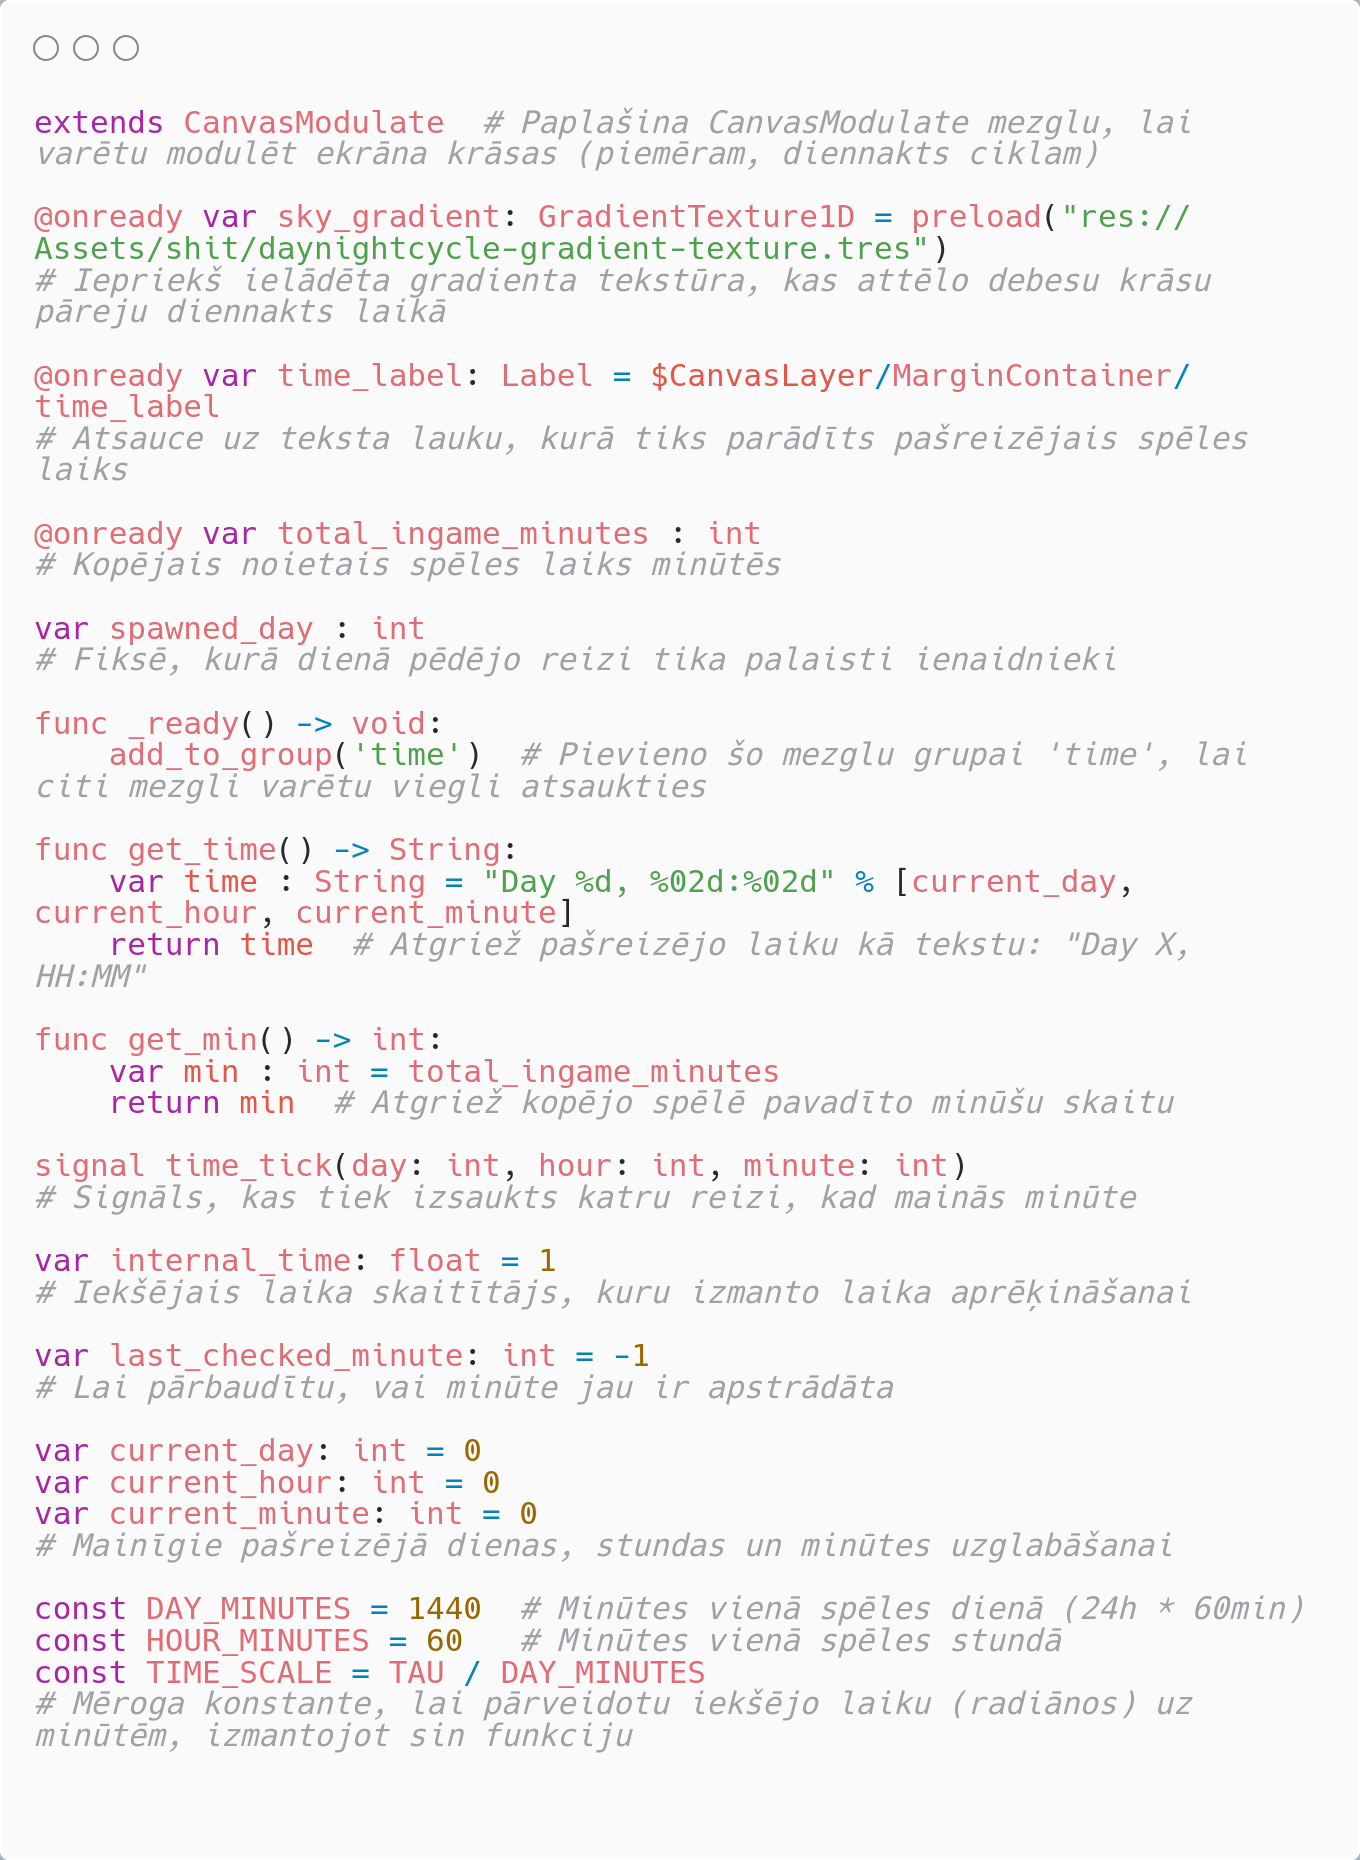 extends CanvasModulate  # Paplašina CanvasModulate mezglu, lai
varētu modulēt ekrāna krāsas (piemēram, diennakts ciklam)
@onready var sky_gradient: GradientTexture1D = preload("res://
Assets/shit/daynightcycle-gradient-texture.tres")
# Iepriekš ielādēta gradienta tekstūra, kas attēlo debesu krāsu
pāreju diennakts laikā
@onready var time_label: Label = $CanvasLayer/MarginContainer/
time_label
# Atsauce uz teksta lauku, kurā tiks parādīts pašreizējais spēles
laiks
@onready var total_ingame_minutes : int
# Kopējais noietais spēles laiks minūtēs
var spawned_day : int
# Fiksē, kurā dienā pēdējo reizi tika palaisti ienaidnieki
func _ready() -> void:
    add_to_group('time')  # Pievieno šo mezglu grupai 'time', lai
citi mezgli varētu viegli atsaukties
func get_time() -> String:
    var time : String = "Day %d, %02d:%02d" % [current_day,
current_hour, current_minute]
    return time  # Atgriež pašreizējo laiku kā tekstu: "Day X,
HH:MM"
func get_min() -> int:
    var min : int = total_ingame_minutes
    return min  # Atgriež kopējo spēlē pavadīto minūšu skaitu
signal time_tick(day: int, hour: int, minute: int)
# Signāls, kas tiek izsaukts katru reizi, kad mainās minūte
var internal_time: float = 1
# Iekšējais laika skaitītājs, kuru izmanto laika aprēķināšanai
var last_checked_minute: int = -1
# Lai pārbaudītu, vai minūte jau ir apstrādāta
var current_day: int = 0
var current_hour: int = 0
var current_minute: int = 0
# Mainīgie pašreizējā dienas, stundas un minūtes uzglabāšanai
const DAY_MINUTES = 1440  # Minūtes vienā spēles dienā (24h * 60min)
const HOUR_MINUTES = 60   # Minūtes vienā spēles stundā
const TIME_SCALE = TAU / DAY_MINUTES
# Mēroga konstante, lai pārveidotu iekšējo laiku (radiānos) uz
minūtēm, izmantojot sin funkciju